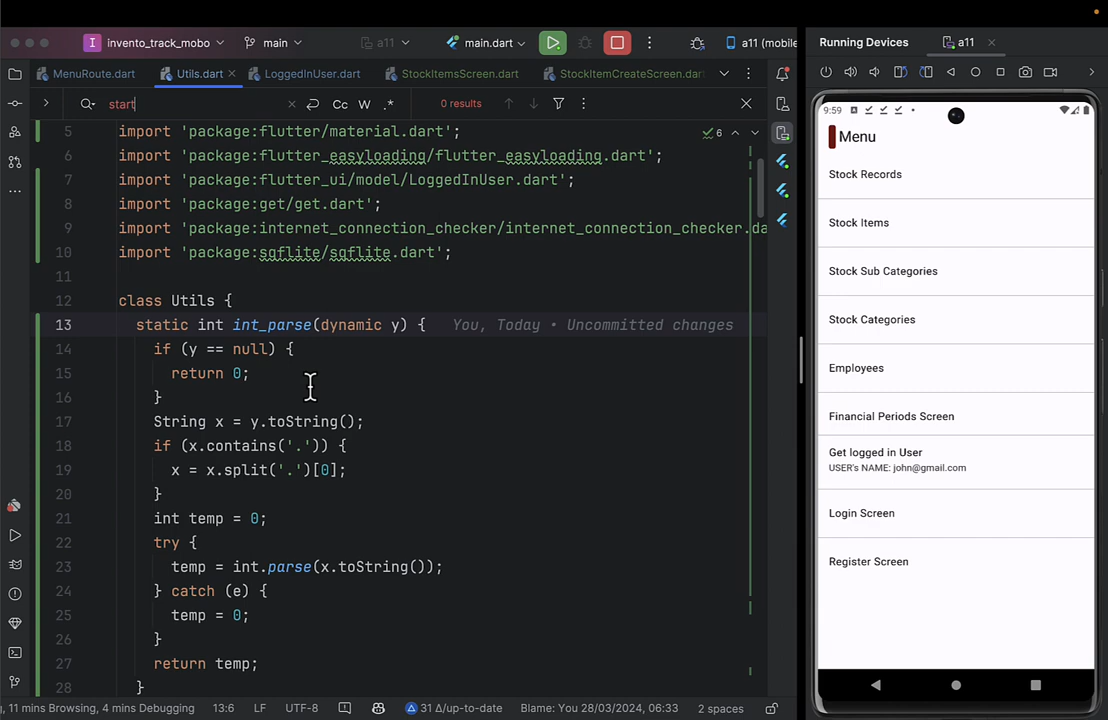 invento_track_mobo
main
a11
main.dart
a11 (mobile
Running Devices
a11
MenuRoute.dart
Utils.dart
LoggedInUser.dart
StockItemsScreen.dart
StockItemCreateScreen.dart
start
Cc
W
.*
0 results
5 import 'package:flutter/material.dart';
6
6 import 'package:flutter_easyloading/flutter_easyloading.dart';
7 import 'package:flutter_ui/model/LoggedInUser.dart';
8 import 'package:get/get.dart';
9 import 'package:internet_connection_checker/internet_connection_checker.da
10 import 'package:sqflite/sqflite.dart';
11
12 class Utils {
13 static int int_parse(dynamic y) { You, Today • Uncommitted changes
14 if (y == null) {
15 return 0;
16 }
17 String x = y.toString();
18 if (x.contains('.')) {
19 x = x.split('.')[0];
20 }
21 int temp = 0;
22 try {
23 temp = int.parse(x.toString());
24 } catch (e) {
25 temp = 0;
26 }
27 return temp;
28 }
, 11 mins Browsing, 4 mins Debugging
13:6
LF
UTF-8
31 Δ/up-to-date
Blame: You 28/03/2024, 06:33
2 spaces
9:59
Menu
Stock Records
Stock Items
Stock Sub Categories
Stock Categories
Employees
Financial Periods Screen
Get logged in User
USER's NAME: john@gmail.com
Login Screen
Register Screen